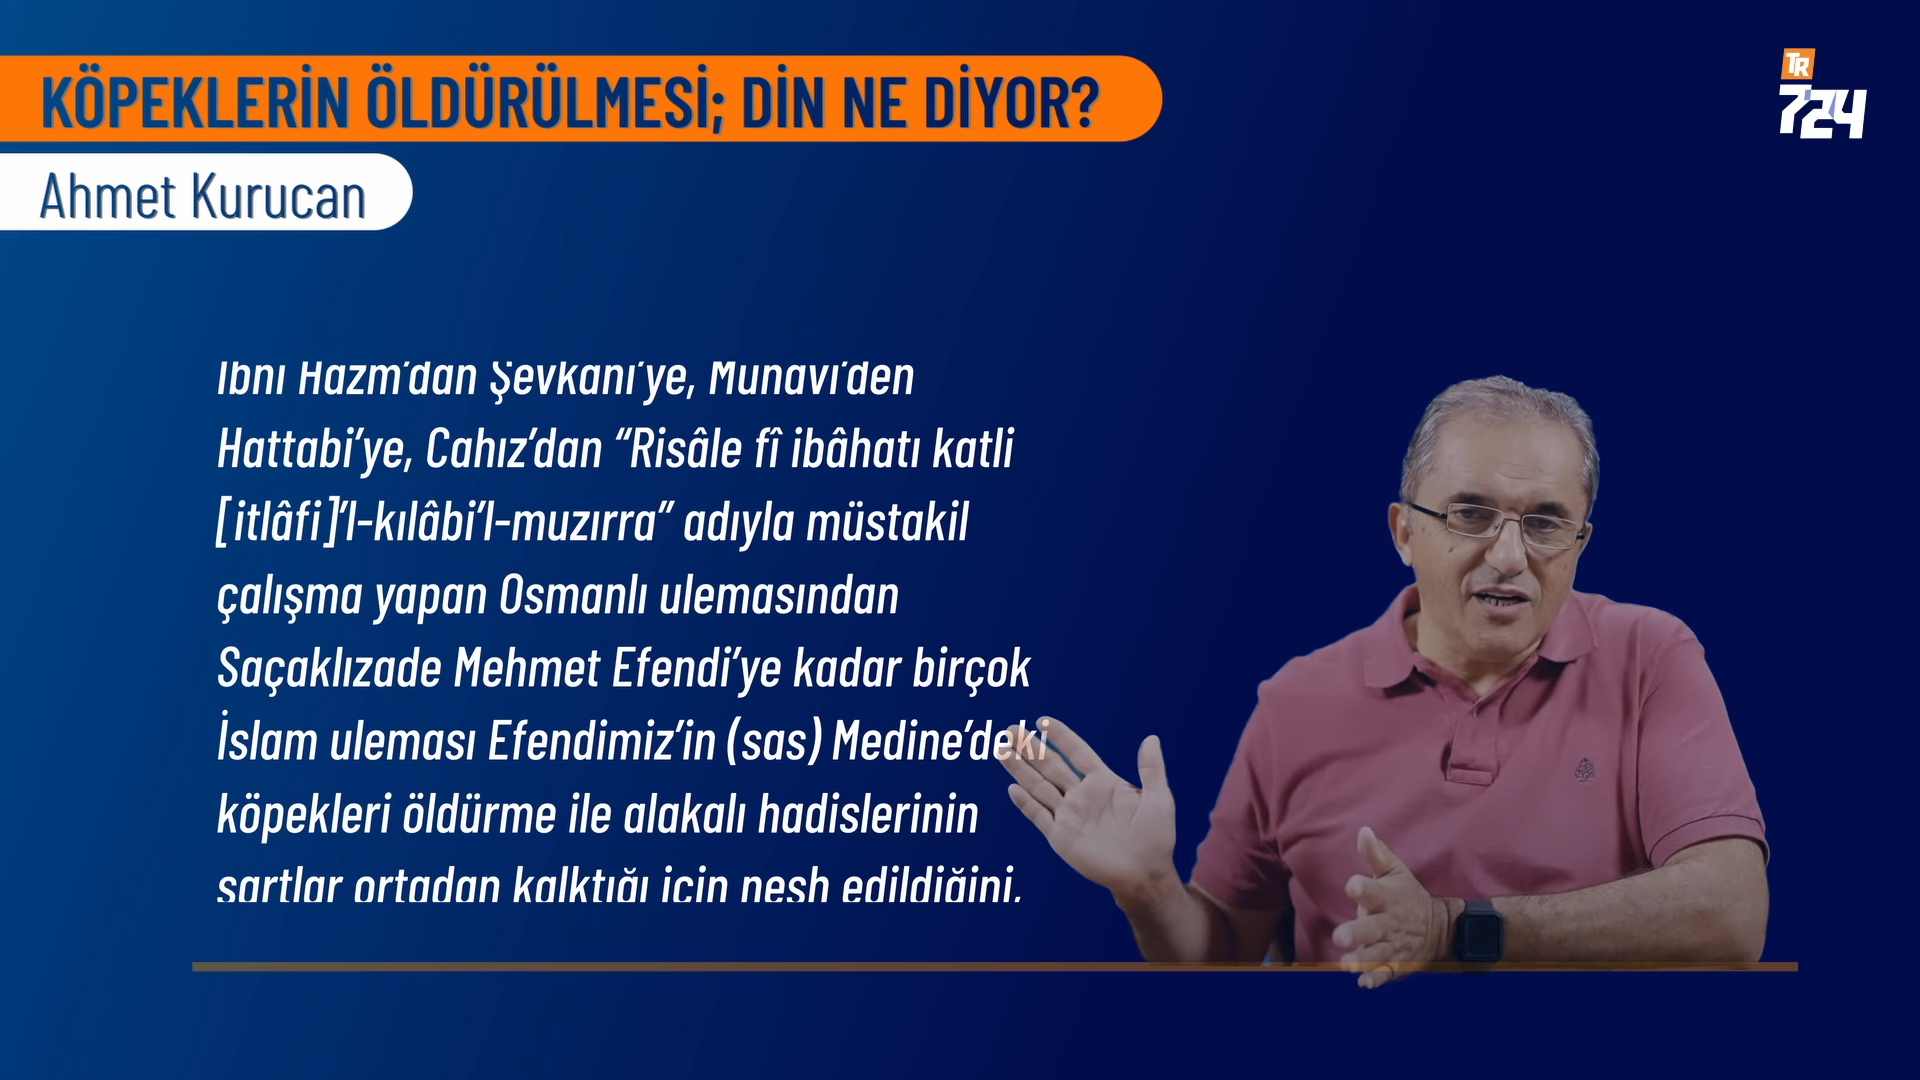 KÖPEKLERİN ÖLDÜRÜLMESİ; DİN NE DİYOR?
TR
724
Ahmet Kurucan
İbni Hazm’dan Şevkani’ye, Münavi’den
Hattabi’ye, Cahız’dan “Risâle fî ibâhatı katli
[itlâfi]’l-kılâbi’l-muzırra” adıyla müstakil
çalışma yapan Osmanlı ulemasından
Saçaklızade Mehmet Efendi’ye kadar birçok
İslam uleması Efendimiz’in (sas) Medine’deki
köpekleri öldürme ile alakalı hadislerinin
şartlar ortadan kalktığı için nesh edildiğini,